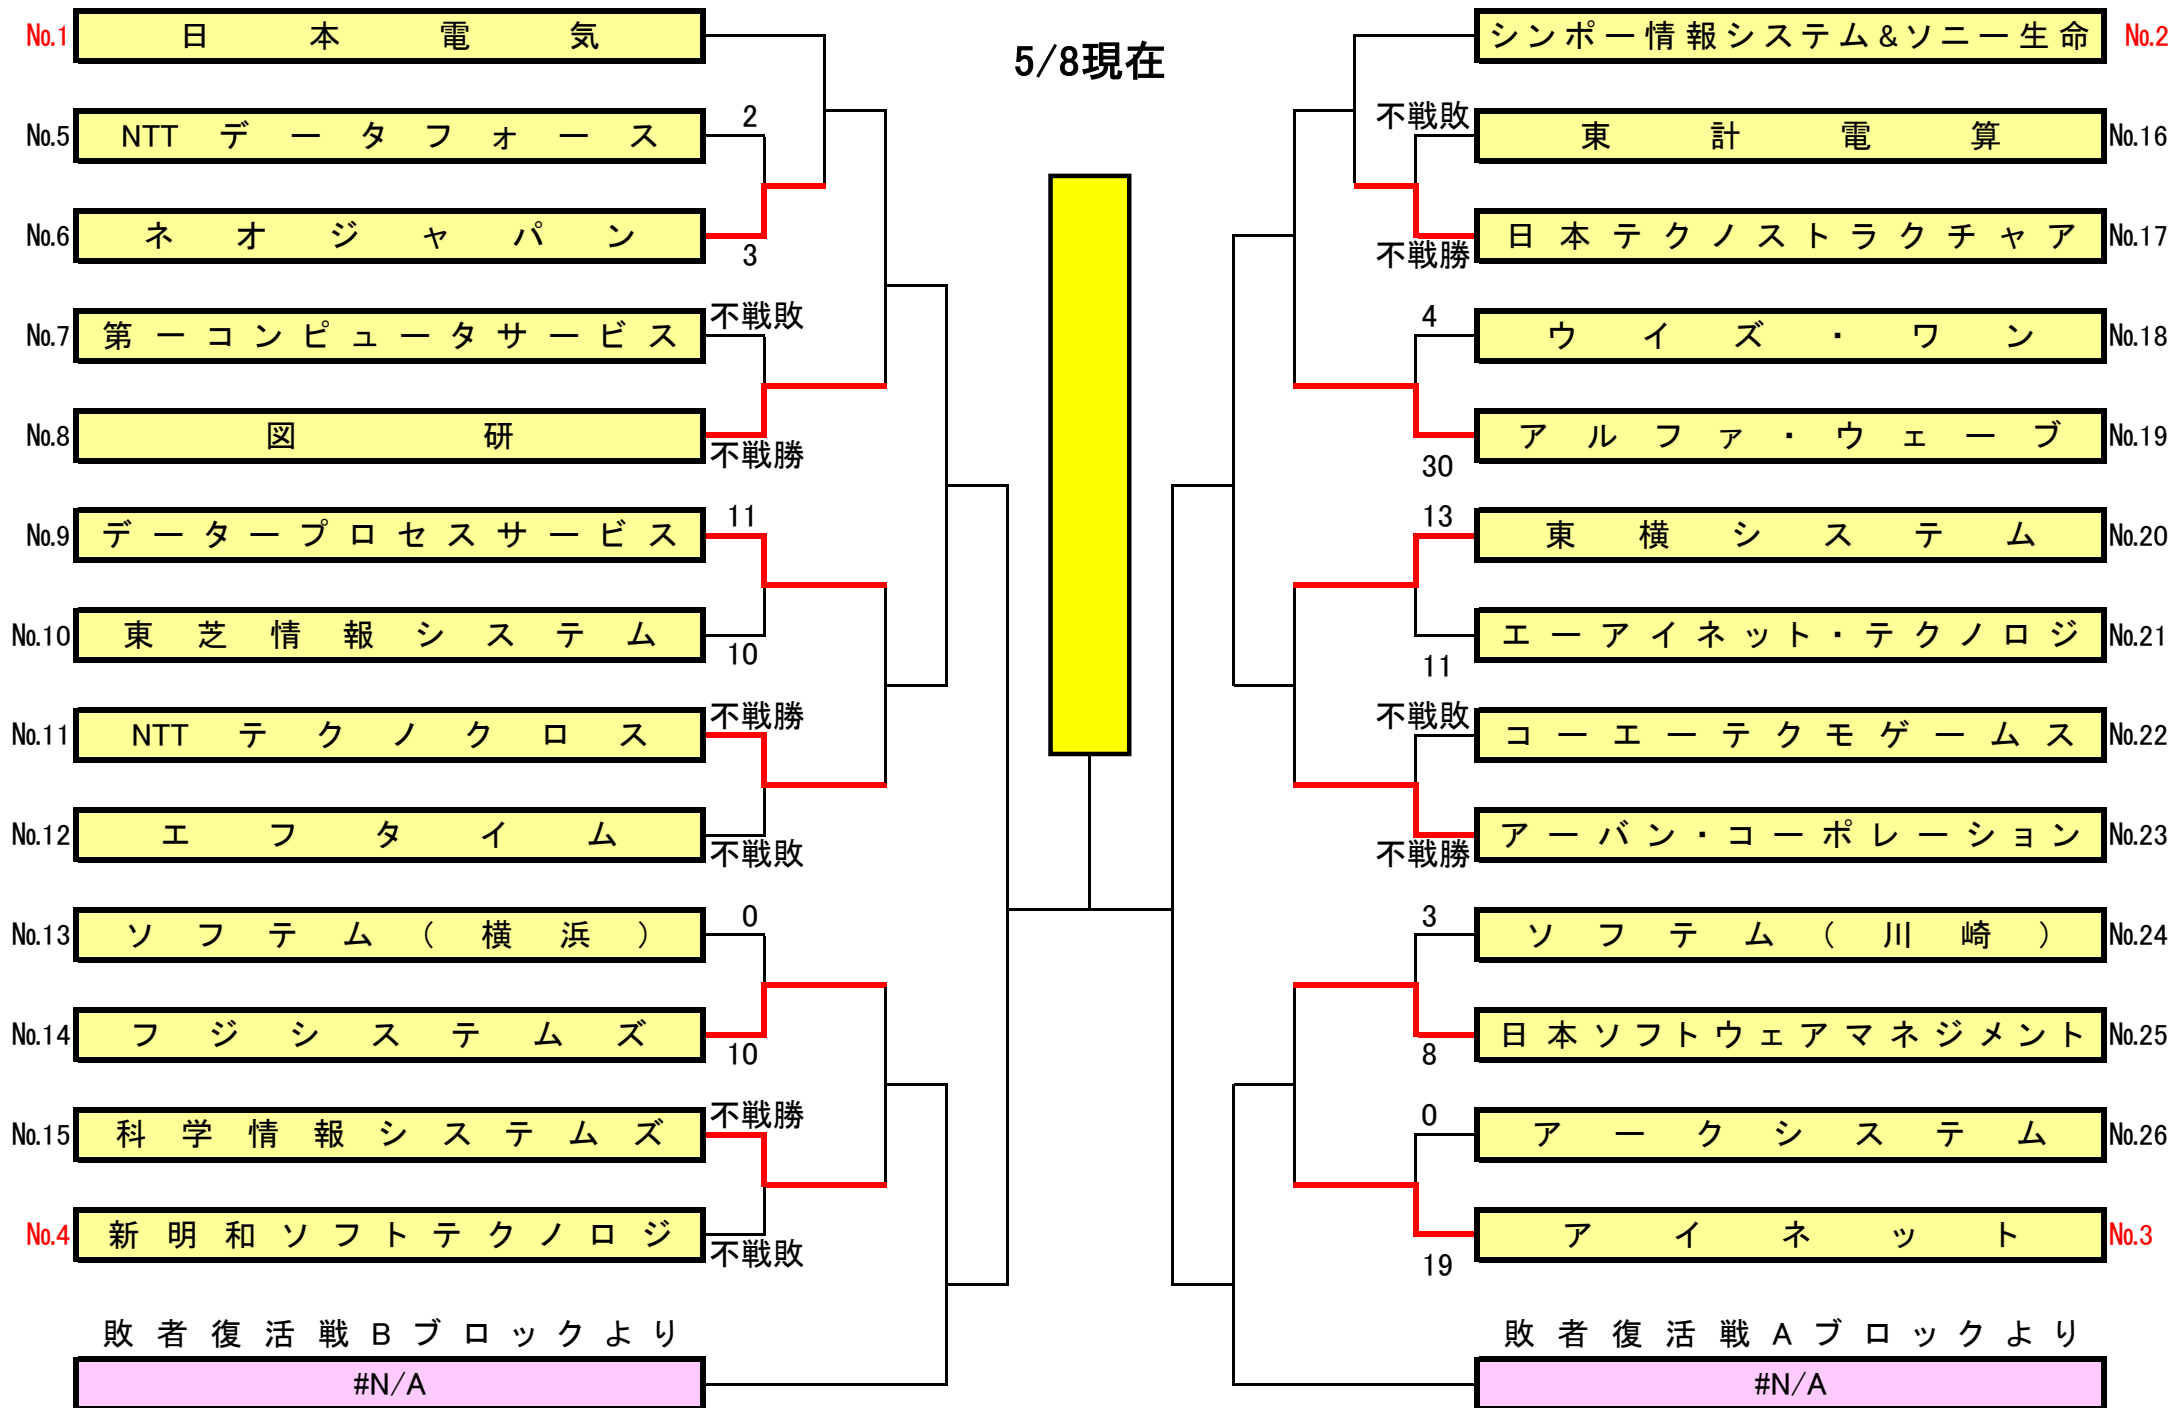 5/8現在
No.1 日本電気
No.5 NTTデータフォース 2
No.6 ネオジャパン 3
No.7 第一コンピュータサービス 不戦敗
No.8 図研 不戦勝
No.9 データープロセスサービス 11
No.10 東芝情報システム 10
No.11 NTTテクノクロス 不戦勝
No.12 エフタイム 不戦敗
No.13 ソフテム(横浜) 0
No.14 フジシステムズ 10
No.15 科学情報システムズ 不戦勝
No.4 新明和ソフトテクノロジ 不戦敗
敗者復活戦Bブロックより
#N/A
シンポー情報システム&ソニー生命 No.2
不戦敗 東計電算 No.16
不戦勝 日本テクノストラクチャア No.17
4 ウイズ・ワン No.18
30 アルファ・ウェーブ No.19
13 東横システム No.20
11 エーアイネット・テクノロジ No.21
不戦敗 コーエーテクモゲームス No.22
不戦勝 アーバン・コーポレーション No.23
3 ソフテム(川崎) No.24
8 日本ソフトウェアマネジメント No.25
0 アークシステム No.26
19 アイネット No.3
敗者復活戦Aブロックより
#N/A